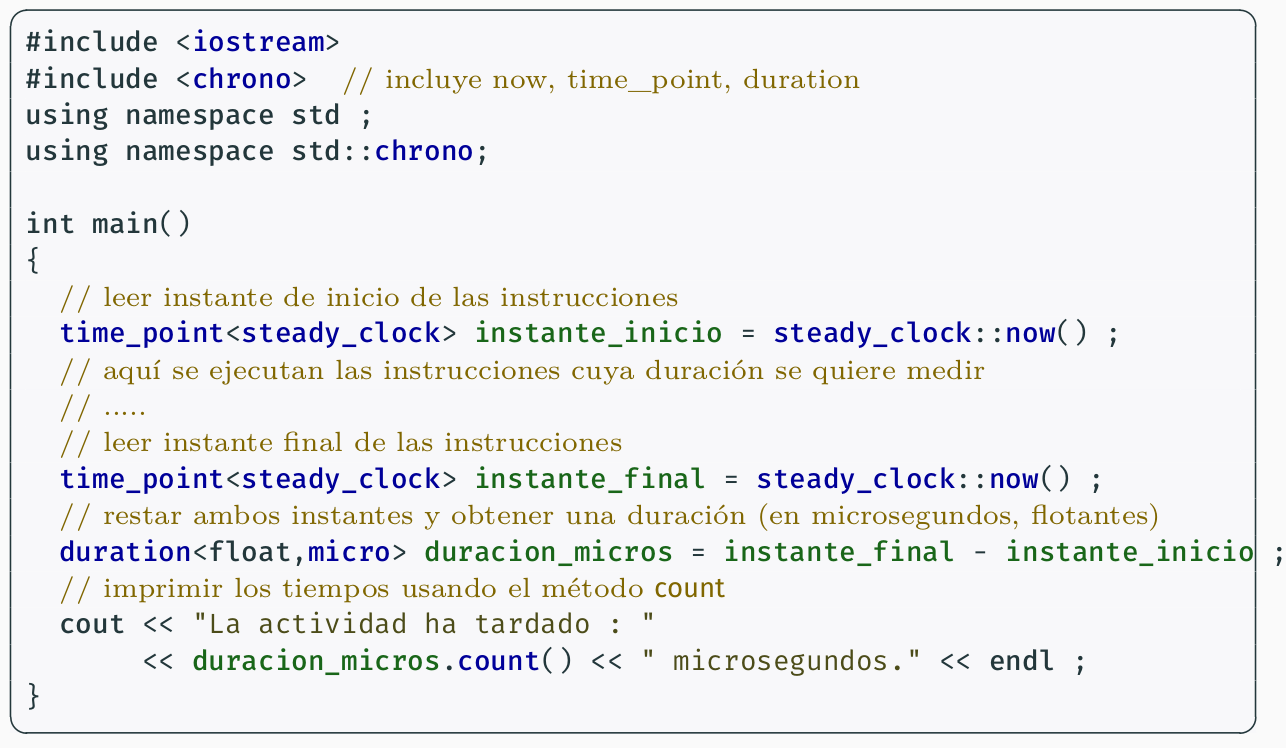 #include <iostream>
#include <chrono>  // incluye now, time_point, duration
using namespace std ;
using namespace std::chrono;

int main()
{
  // leer instante de inicio de las instrucciones
  time_point<steady_clock> instante_inicio = steady_clock::now() ;
  // aquí se ejecutan las instrucciones cuya duración se quiere medir
  // .....
  // leer instante final de las instrucciones
  time_point<steady_clock> instante_final = steady_clock::now() ;
  // restar ambos instantes y obtener una duración (en microsegundos, flotantes)
  duration<float,micro> duracion_micros = instante_final - instante_inicio ;
  // imprimir los tiempos usando el método count
  cout << "La actividad ha tardado : "
       << duracion_micros.count() << " microsegundos." << endl ;
}